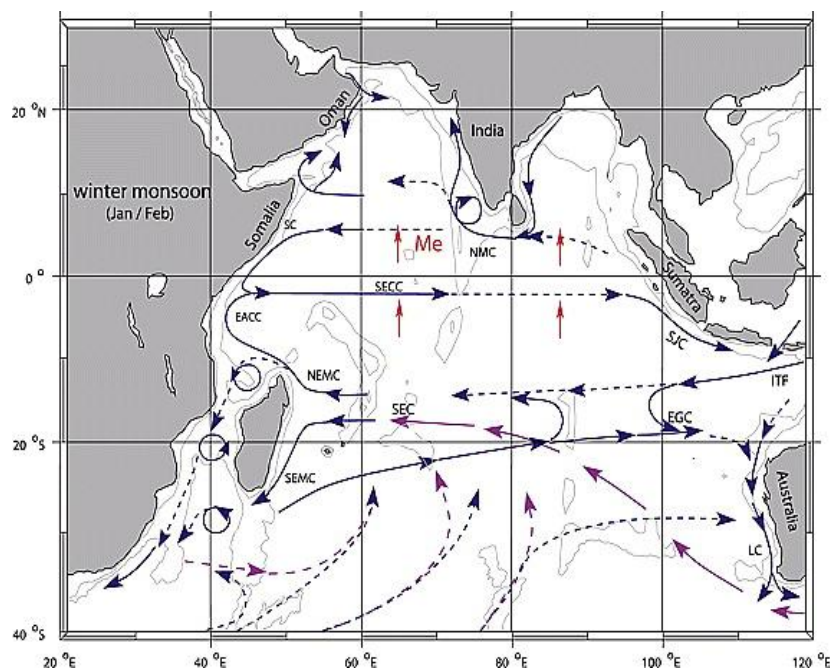 Oman
India
20 °N
winter monsoon
(Jan / Feb)
Somalia
SC
Me
NMC
0 °
Sumatra
SECC
EACC
SJC
NEMC
ITF
SEC
EGC
20 °S
SEMC
Australia
LC
40 °S
20 °E
40 °E
60 °E
80 °E
100 °E
120 °E